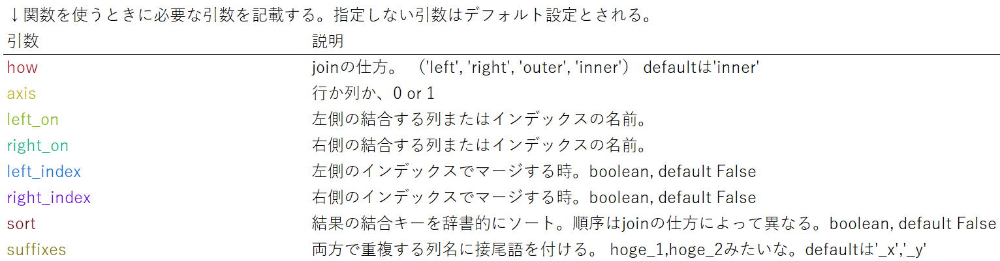 ↓関数を使うときに必要な引数を記載する。指定しない引数はデフォルト設定とされる。
引数 説明
how joinの仕方。 （'left', 'right', 'outer', 'inner'） defaultは'inner'
axis 行か列か、0 or 1
left_on 左側の結合する列またはインデックスの名前。
right_on 右側の結合する列またはインデックスの名前。
left_index 左側のインデックスでマージする時。boolean, default False
right_index 右側のインデックスでマージする時。boolean, default False
sort 結果の結合キーを辞書的にソート。順序はjoinの仕方によって異なる。boolean, default False
suffixes 両方で重複する列名に接尾語を付ける。 hoge_1,hoge_2みたいな。defaultは'_x','_y'